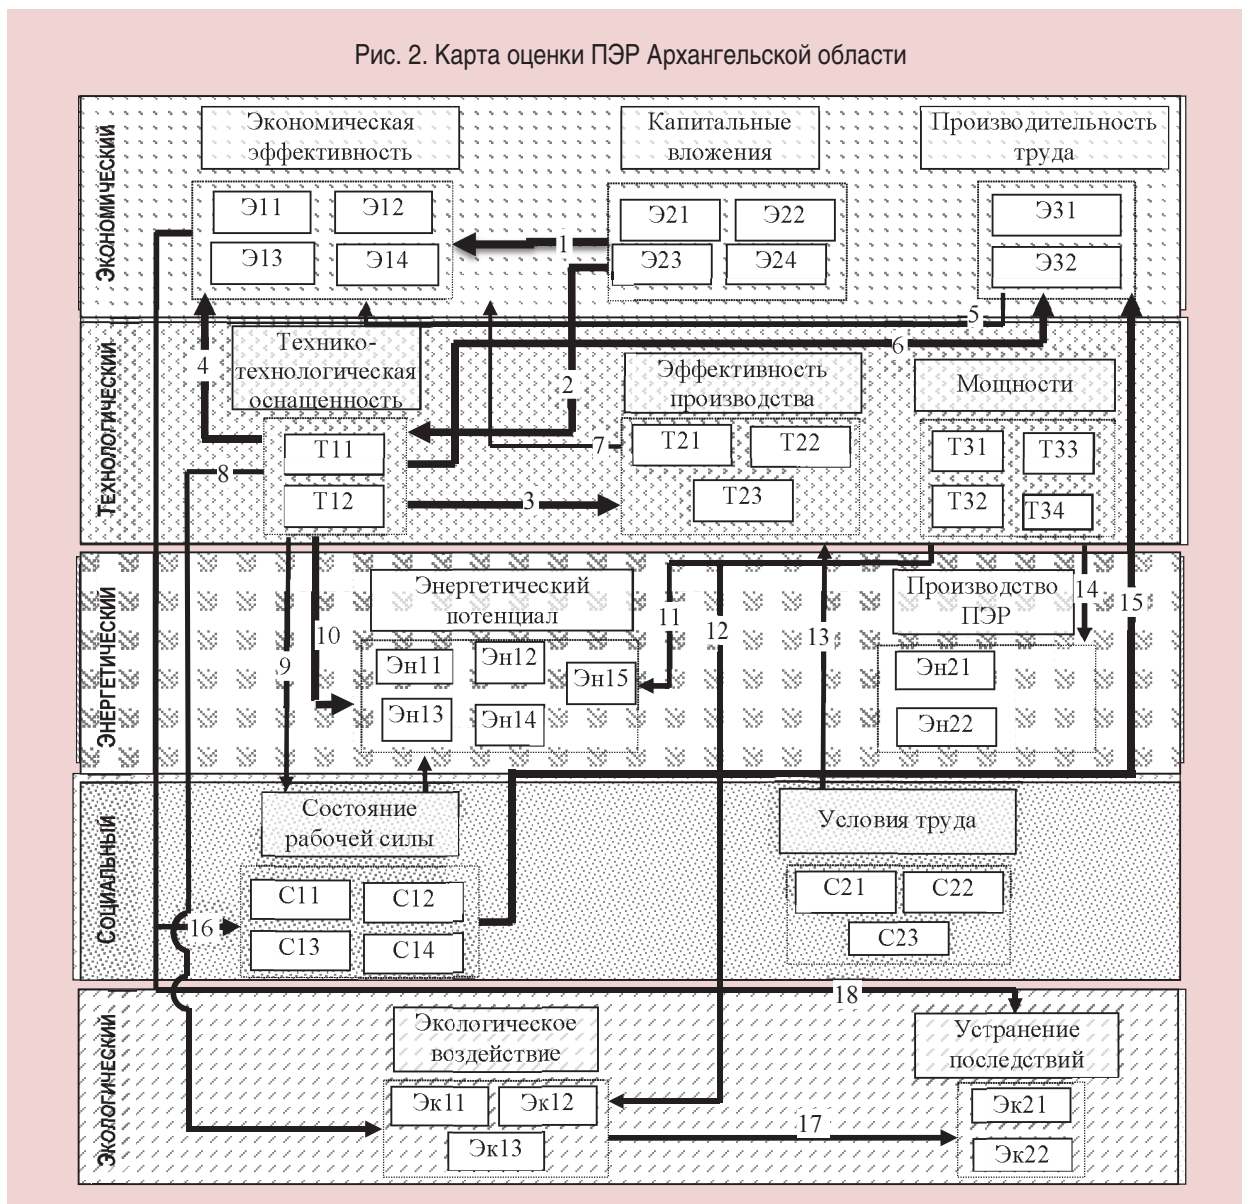 Рис. 2. Карта оценки ПЭР Архангельской области
ЭКОНОМИЧЕСКИЙ
Экономическая
эффективность
Капитальные
вложения
Производительность
труда
Э11
Э12
Э13
Э14
Э21
Э22
Э23
Э24
Э31
Э32
1
2
4
5
6
ТЕХНОЛОГИЧЕСКИЙ
Технико-
технологическая
оснащенность
Эффективность
производства
Мощности
Т11
Т12
Т21
Т22
Т23
Т31
Т33
Т32
Т34
7
8
3
ЭНЕРГЕТИЧЕСКИЙ
Энергетический
потенциал
Производство
ПЭР
Эн11
Эн12
Эн15
Эн13
Эн14
Эн21
Эн22
9
10
11
12
13
14
15
СОЦИАЛЬНЫЙ
Состояние
рабочей силы
Условия труда
С11
С12
С13
С14
С21
С22
С23
16
18
ЭКОЛОГИЧЕСКИЙ
Экологическое
воздействие
Устранение
последствий
Эк11
Эк12
Эк13
17
Эк21
Эк22